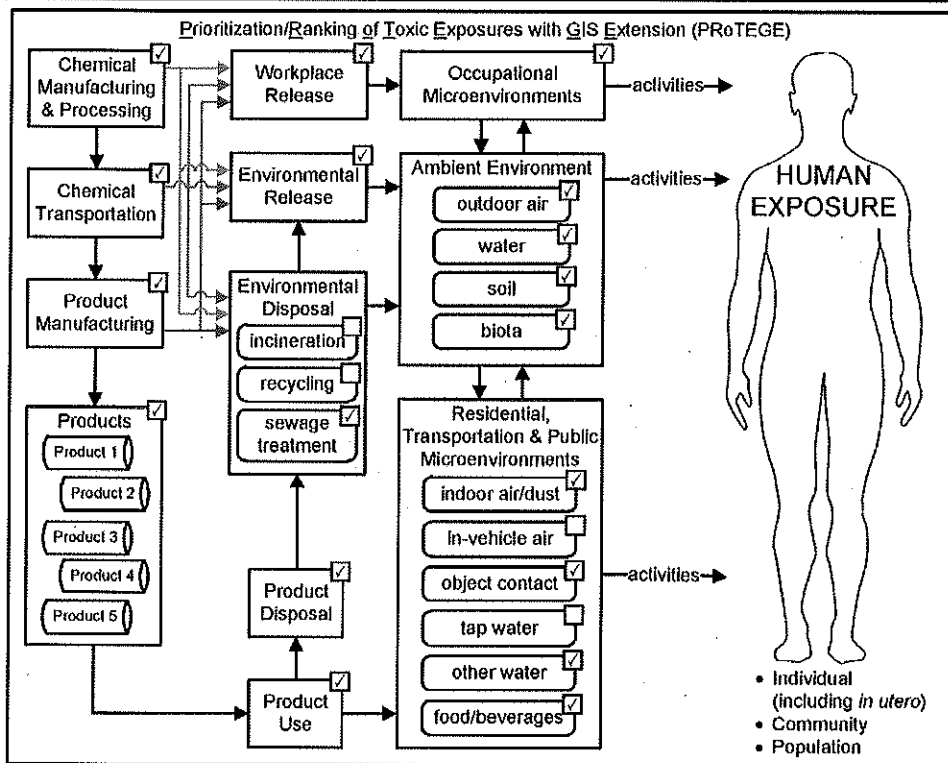 Prioritization/Ranking of Toxic Exposures with GIS Extension (PRoTEGE)
Chemical
Manufacturing
& Processing
Workplace
Release
Occupational
Microenvironments
activities
Chemical
Transportation
Environmental
Release
Ambient Environment
outdoor air
water
soil
biota
activities
HUMAN
EXPOSURE
Product
Manufacturing
Environmental
Disposal
incineration
recycling
sewage
treatment
Products
Product 1
Product 2
Product 3
Product 4
Product 5
Residential,
Transportation & Public
Microenvironments
indoor air/dust
in-vehicle air
object contact
tap water
other water
food/beverages
activities
Product
Disposal
Product
Use
• Individual
(including in utero)
• Community
• Population